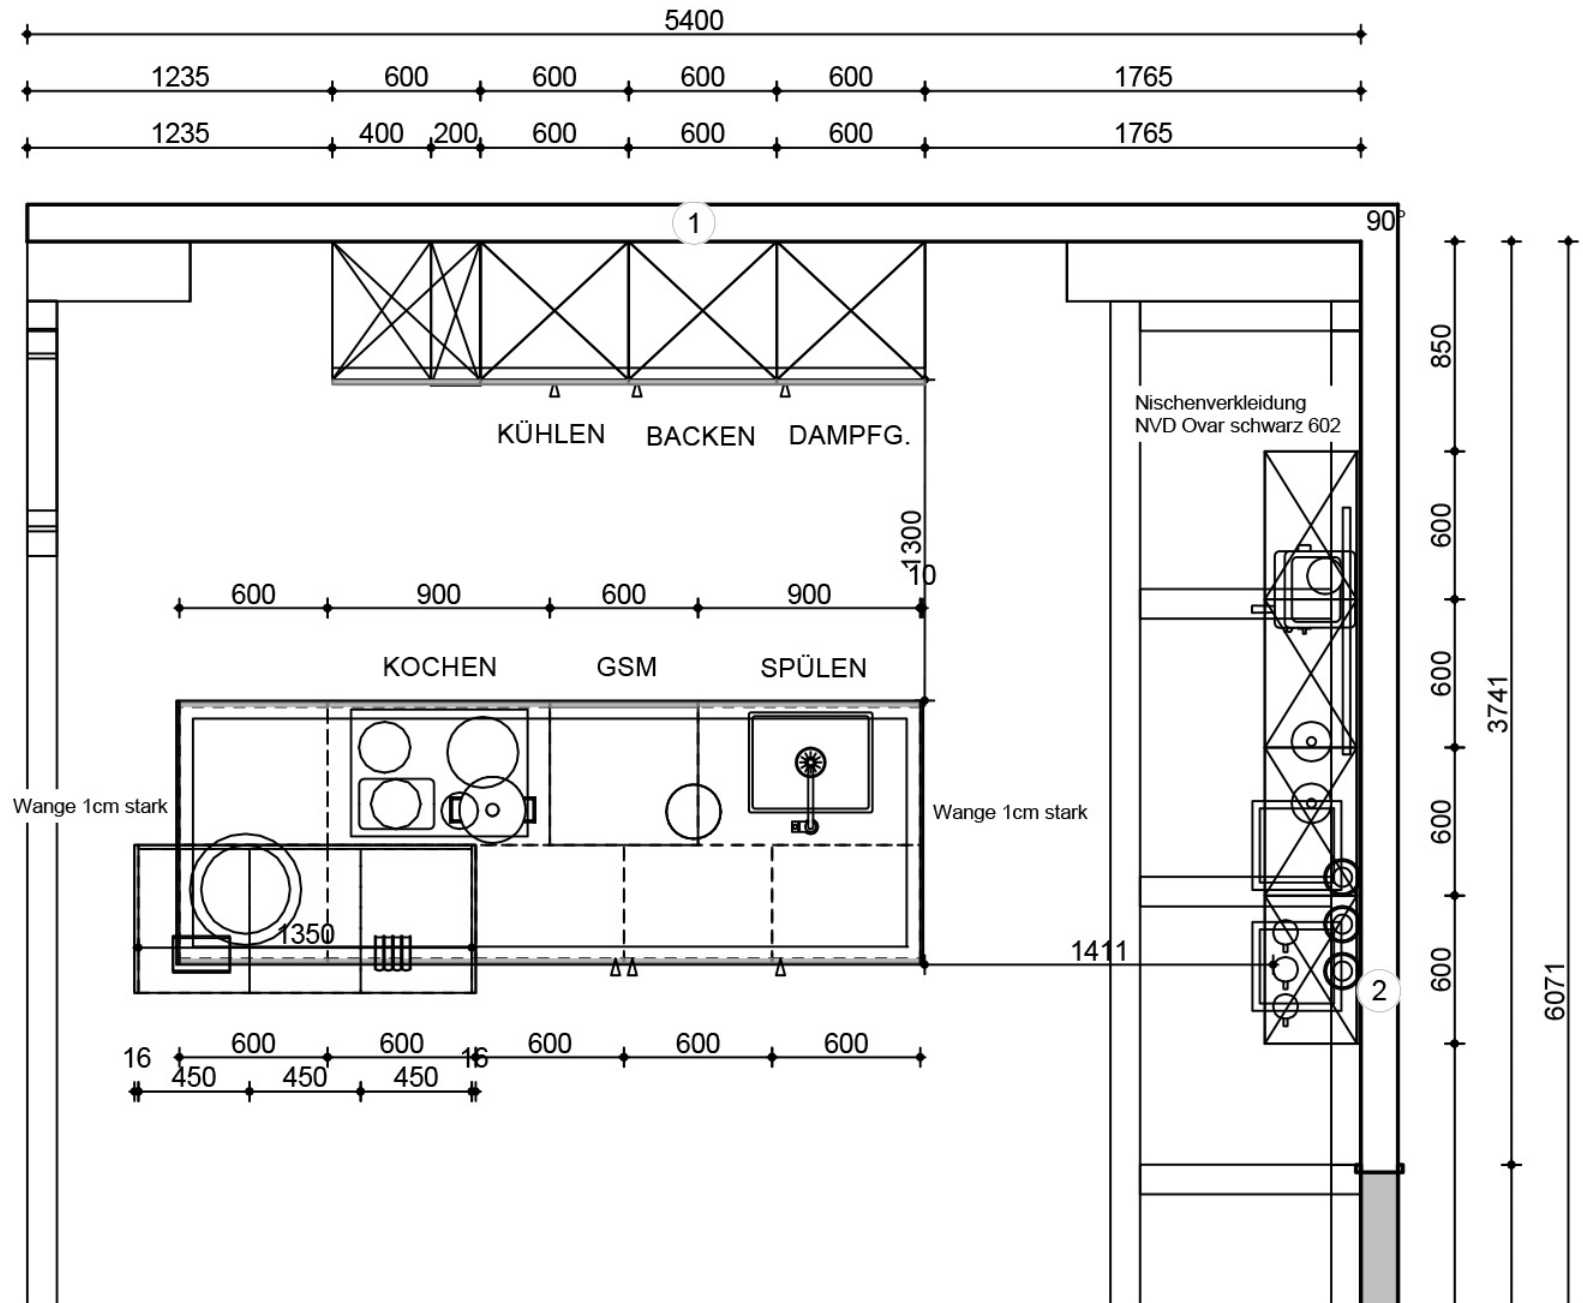 5400
1235 600 600 600 600 1765
1235 400 200 600 600 600 1765
1
90°
850
Nischenverkleidung
NVD Ovar schwarz 602
KÜHLEN BACKEN DAMPFG.
600
1300
10
600 900 600 900
KOCHEN GSM SPÜLEN
600
3741
Wange 1cm stark
Wange 1cm stark
600
1350
1411
600
2
6071
16 600 600 16 600 600 600
450 450 450